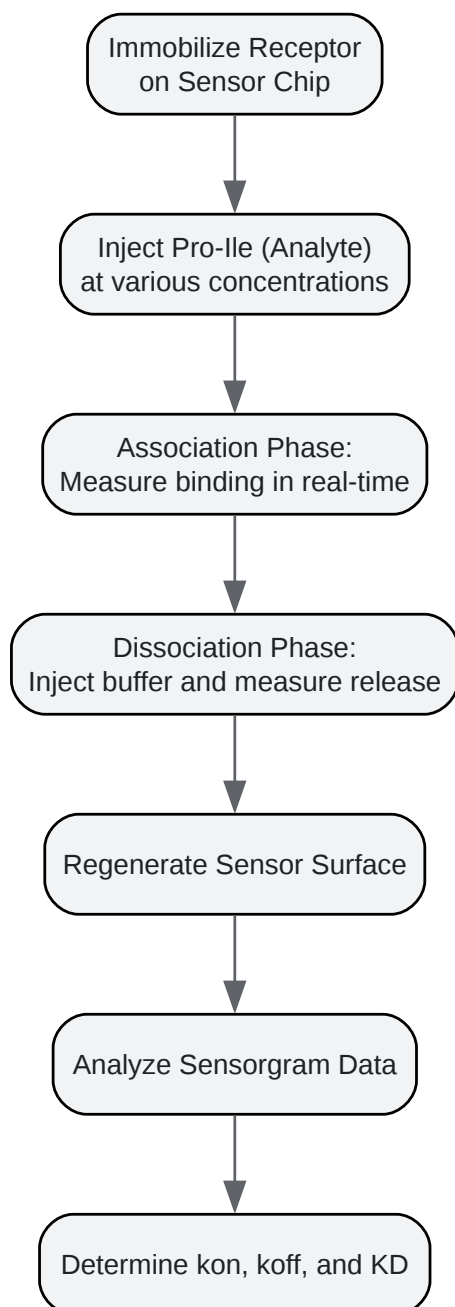 Immobilize Receptor
on Sensor Chip
Inject Pro-Ile (Analyte)
at various concentrations
Association Phase:
Measure binding in real-time
Dissociation Phase:
Inject buffer and measure release
Regenerate Sensor Surface
Analyze Sensorgram Data
Determine kon, koff, and KD